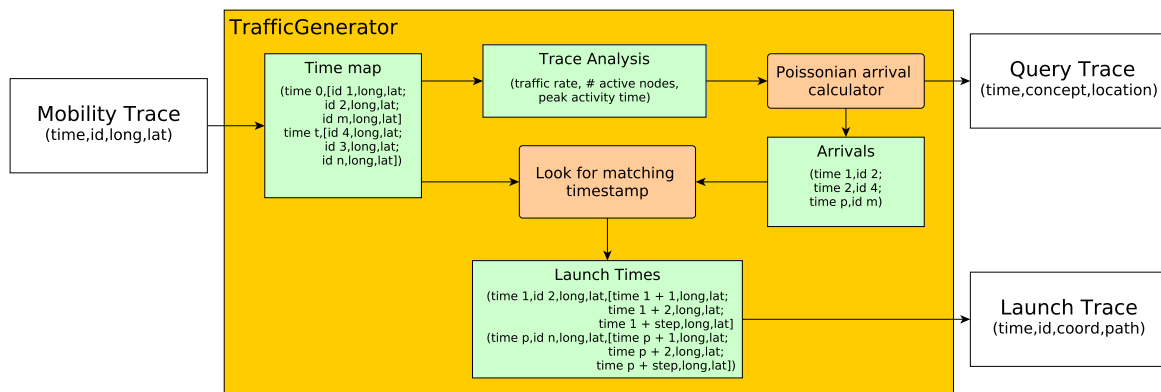 TrafficGenerator
Mobility Trace
(time,id,long,lat)
Time map
(time 0,[id 1,long,lat;
id 2,long,lat;
id m,long,lat]
time t,[id 4,long,lat;
id 3,long,lat;
id n,long,lat])
Trace Analysis
(traffic rate, # active nodes,
peak activity time)
Poissonian arrival
calculator
Query Trace
(time,concept,location)
Arrivals
(time 1,id 2;
time 2,id 4;
time p,id m)
Look for matching
timestamp
Launch Times
(time 1,id 2,long,lat,[time 1 + 1,long,lat;
time 1 + 2,long,lat;
time 1 + step,long,lat]
(time p,id n,long,lat,[time p + 1,long,lat;
time p + 2,long,lat;
time p + step,long,lat])
Launch Trace
(time,id,coord,path)